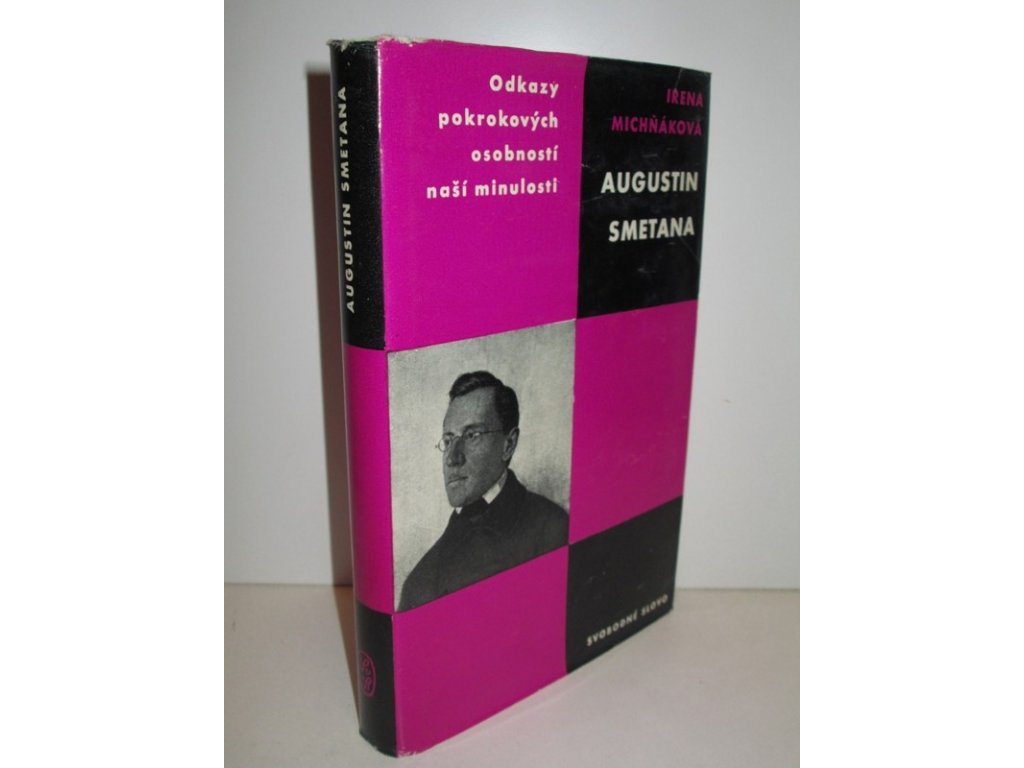 AUGUSTIN SMETANA
Odkazy
pokrokových
osobností
naší minulosti
IRENA
MICHŇÁKOVÁ
AUGUSTIN
SMETANA
SVOBODNÉ SLOVO